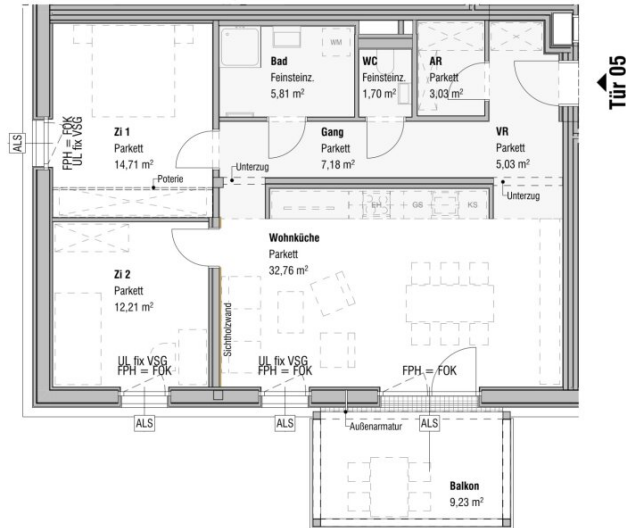 Bad
Feinsteinz.
5,81 m²
WM
WC
Feinsteinz.
1,70 m²
AR
Parkett
3,03 m²
Tür 05
ALS
FPH = FOK
UL fix VSG
Zi 1
Parkett
14,71 m²
Gang
Parkett
7,18 m²
VR
Parkett
5,03 m²
Poterie
Unterzug
Unterzug
EH
GS
KS
Wohnküche
Parkett
32,76 m²
Zi 2
Parkett
12,21 m²
Sichtholzwand
UL fix VSG
FPH = FOK
UL fix VSG
FPH = FOK
FPH = FOK
ALS
ALS
Außenarmatur
ALS
Balkon
9,23 m²